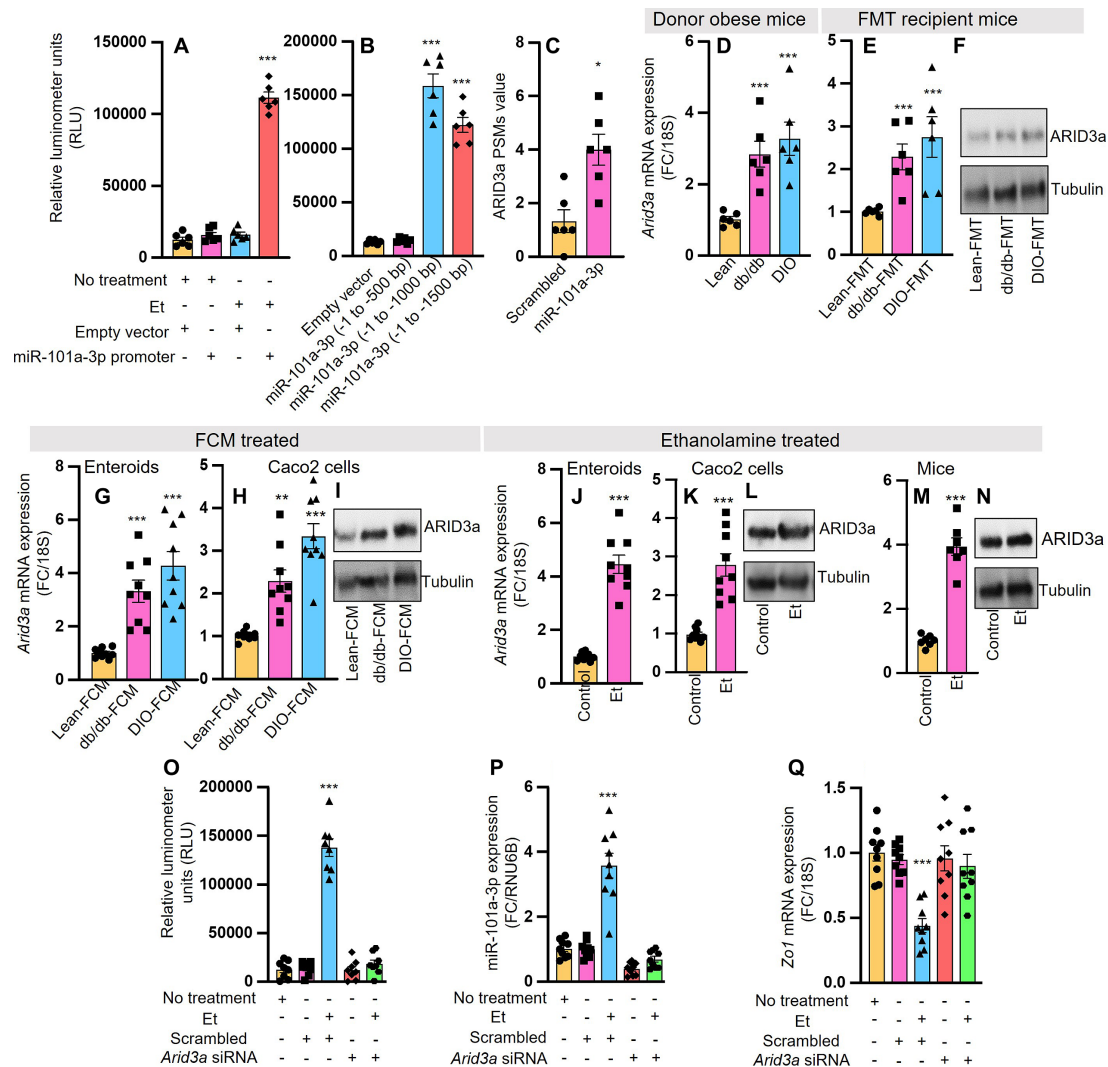 Donor obese mice
FMT recipient mice
A
B
C
D
E
F
Relative luminometer units
(RLU)
150000
100000
50000
0
***
200000
150000
100000
50000
0
***
***
ARID3a PSMs value
8
6
4
2
0
*
Arid3a mRNA expression
(FC/18S)
6
4
2
0
***
***
5
4
3
2
1
0
***
***
ARID3a
Tubulin
Lean-FMT
db/db-FMT
DIO-FMT
No treatment + + - -
Et - - + +
Empty vector + - + -
miR-101a-3p promoter - + - +
Empty vector
miR-101a-3p (-1 to -500 bp)
miR-101a-3p (-1 to -1000 bp)
miR-101a-3p (-1 to -1500 bp)
Scrambled
miR-101a-3p
Lean
db/db
DIO
Lean-FMT
db/db-FMT
DIO-FMT
FCM treated
Ethanolamine treated
Enteroids
Caco2 cells
Enteroids
Caco2 cells
Mice
G
H
I
J
K
L
M
N
Arid3a mRNA expression
(FC/18S)
8
6
4
2
0
***
***
5
4
3
2
1
0
**
***
ARID3a
Tubulin
Lean-FCM
db/db-FCM
DIO-FCM
Lean-FCM
db/db-FCM
DIO-FCM
Lean-FCM
db/db-FCM
DIO-FCM
Arid3a mRNA expression
(FC/18S)
8
6
4
2
0
***
Control
Et
5
4
3
2
1
0
***
Control
Et
ARID3a
Tubulin
Control
Et
6
4
2
0
***
Control
Et
ARID3a
Tubulin
Control
Et
O
P
Q
Relative luminometer
units (RLU)
200000
150000
100000
50000
0
***
miR-101a-3p expression
(FC/RNU6B)
6
4
2
0
***
Zo1 mRNA expression
(FC/18S)
1.5
1.0
0.5
0.0
***
No treatment + - - - -
Et - - + - +
Scrambled - + + - -
Arid3a siRNA - - - + +
No treatment + - - - -
Et - - + - +
Scrambled - + + - -
Arid3a siRNA - - - + +
No treatment + - - - -
Et - - + - +
Scrambled - + + - -
Arid3a siRNA - - - + +